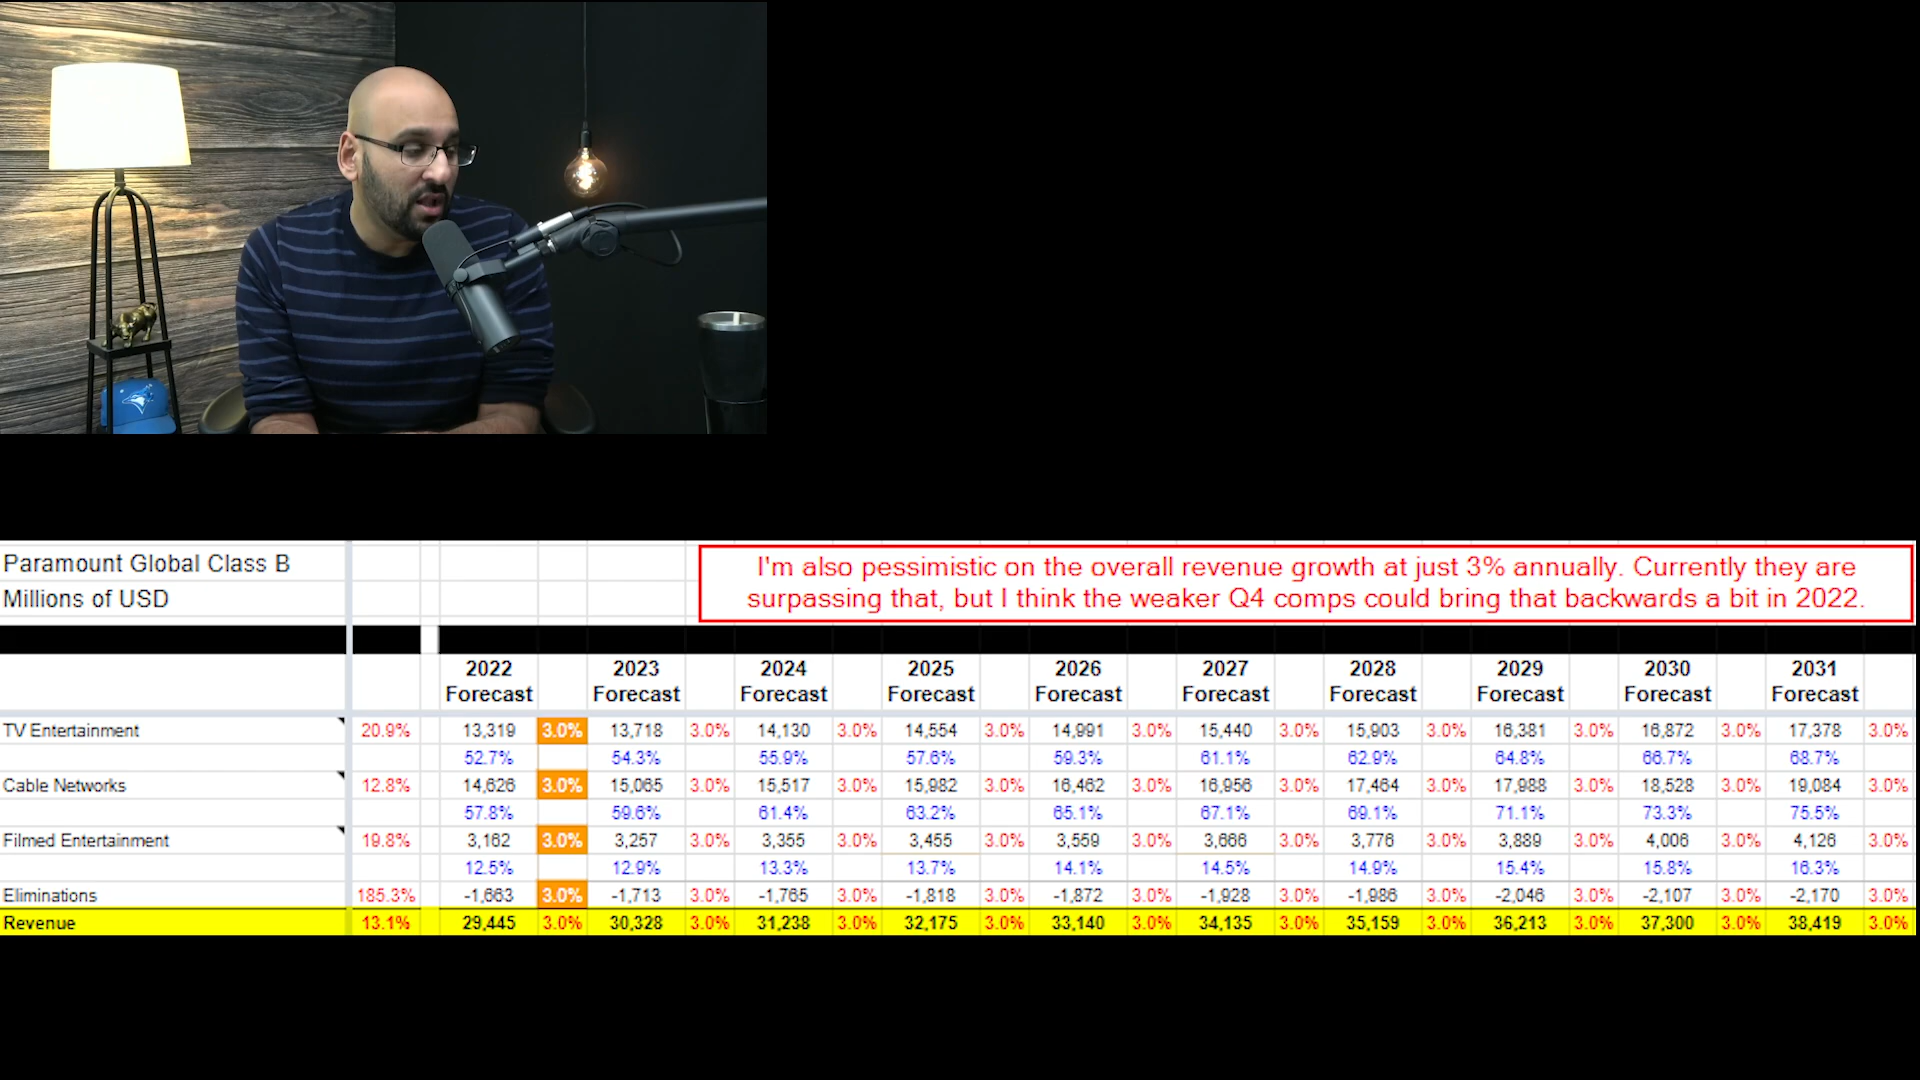 Paramount Global Class B
Millions of USD
I'm also pessimistic on the overall revenue growth at just 3% annually. Currently they are
surpassing that, but I think the weaker Q4 comps could bring that backwards a bit in 2022.
2022 2023 2024 2025 2026 2027 2028 2029 2030 2031
Forecast Forecast Forecast Forecast Forecast Forecast Forecast Forecast Forecast Forecast
TV Entertainment 20.9% 13,319 3.0% 13,718 3.0% 14,130 3.0% 14,554 3.0% 14,991 3.0% 15,440 3.0% 15,903 3.0% 16,381 3.0% 16,872 3.0% 17,378 3.0%
52.7% 54.3% 55.9% 57.6% 59.3% 61.1% 62.9% 64.8% 66.7% 68.7%
Cable Networks 12.8% 14,626 3.0% 15,065 3.0% 15,517 3.0% 15,982 3.0% 16,462 3.0% 16,956 3.0% 17,464 3.0% 17,988 3.0% 18,528 3.0% 19,084 3.0%
57.8% 59.6% 61.4% 63.2% 65.1% 67.1% 69.1% 71.1% 73.3% 75.5%
Filmed Entertainment 19.8% 3,162 3.0% 3,257 3.0% 3,355 3.0% 3,455 3.0% 3,559 3.0% 3,666 3.0% 3,776 3.0% 3,889 3.0% 4,006 3.0% 4,126 3.0%
12.5% 12.9% 13.3% 13.7% 14.1% 14.5% 14.9% 15.4% 15.8% 16.3%
Eliminations 185.3% -1,663 3.0% -1,713 3.0% -1,765 3.0% -1,818 3.0% -1,872 3.0% -1,928 3.0% -1,986 3.0% -2,046 3.0% -2,107 3.0% -2,170 3.0%
Revenue 13.1% 29,445 3.0% 30,328 3.0% 31,238 3.0% 32,175 3.0% 33,140 3.0% 34,135 3.0% 35,159 3.0% 36,213 3.0% 37,300 3.0% 38,419 3.0%